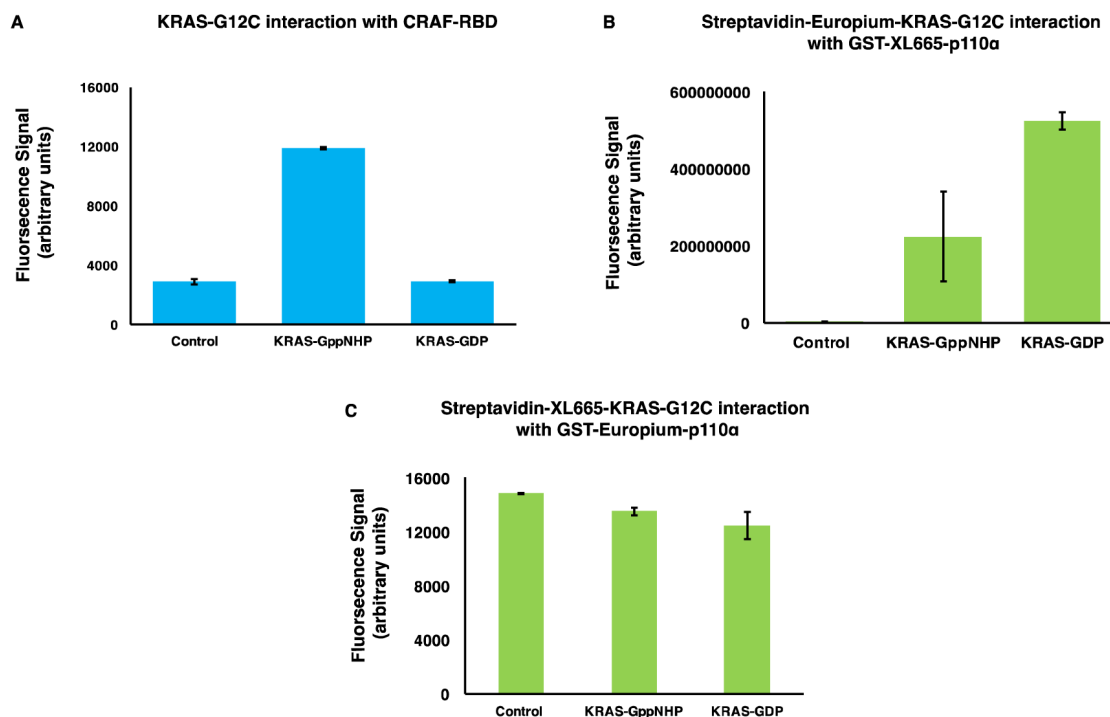 A
KRAS-G12C interaction with CRAF-RBD
Fluorsecence Signal
(arbitrary units)
16000
12000
8000
4000
0
Control
KRAS-GppNHP
KRAS-GDP
B
Streptavidin-Europium-KRAS-G12C interaction
with GST-XL665-p110α
Fluorsecence Signal
(arbitrary units)
600000000
400000000
200000000
0
Control
KRAS-GppNHP
KRAS-GDP
C
Streptavidin-XL665-KRAS-G12C interaction
with GST-Europium-p110α
Fluorsecence Signal
(arbitrary units)
16000
12000
8000
4000
0
Control
KRAS-GppNHP
KRAS-GDP